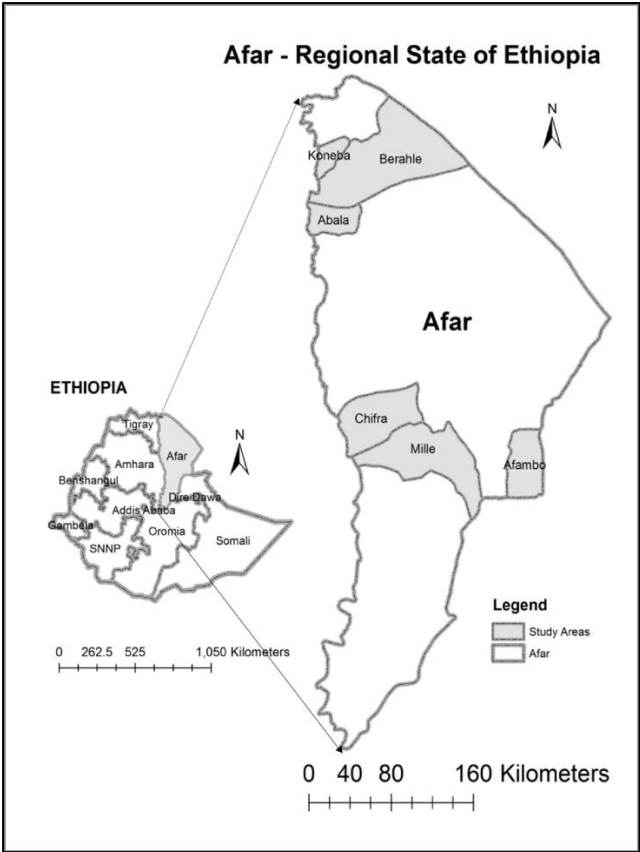 Afar - Regional State of Ethiopia
N
Koneba
Berahle
Abala
Afar
Chifra
Mille
Afambo
ETHIOPIA
N
Tigray
Afar
Amhara
Benshangul
Dire Dawa
Addis Ababa
Gambela
Oromia
SNNP
Somali
0 262.5 525 1,050 Kilometers
Legend
Study Areas
Afar
0 40 80 160 Kilometers